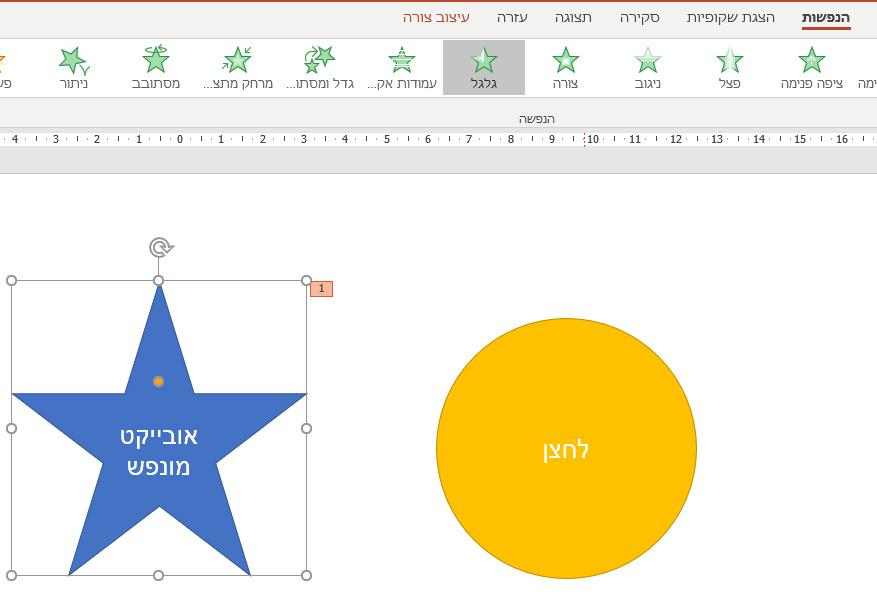 הנפשות הצגת שקופיות סקירה תצוגה עזרה עיצוב צורה
ציפה פנימה פצל ניגוב צורה גלגל עמודות אק... גדל ומסתו... מרחק מתצ... מסתובב ניתור
הנפשה
4 3 2 1 0 1 2 3 4 5 6 7 8 9 10 11 12 13 14 15 16
1
אובייקט
מונפש
לחצן